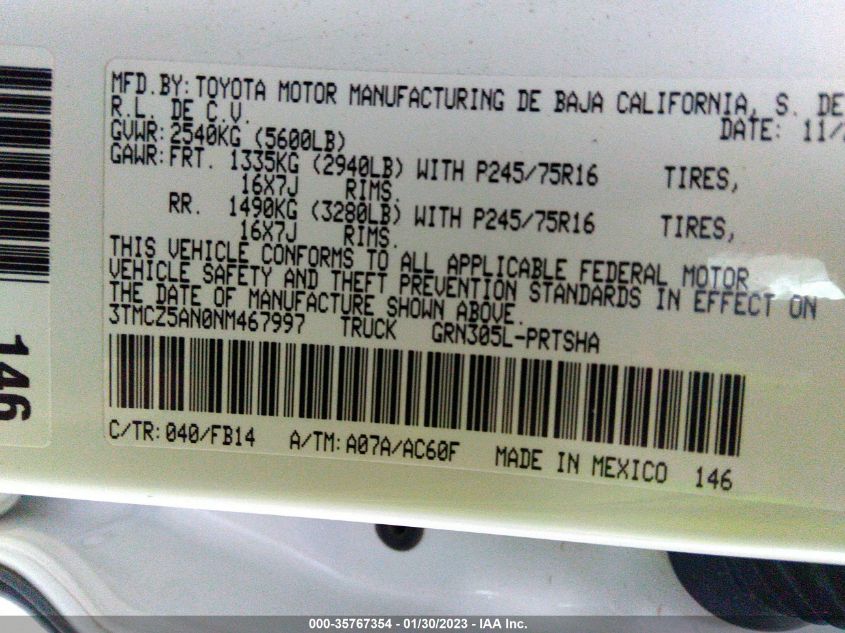 MFD.BY: TOYOTA MOTOR MANUFACTURING DE BAJA CALIFORNIA, S. DE
R.L. DE C.V. DATE: 11/
GVWR: 2540KG (5600LB)
GAWR: FRT. 1335KG (2940LB) WITH P245/75R16 TIRES,
16X7J RIMS.
RR. 1490KG (3280LB) WITH P245/75R16 TIRES,
16X7J RIMS.
THIS VEHICLE CONFORMS TO ALL APPLICABLE FEDERAL MOTOR
VEHICLE SAFETY AND THEFT PREVENTION STANDARDS IN EFFECT ON
THE DATE OF MANUFACTURE SHOWN ABOVE.
3TMCZ5AN0NM467997 TRUCK GRN305L-PRTSHA
C/TR: 040/FB14 A/TM: A07A/AC60F MADE IN MEXICO 146
146
000-35767354 - 01/30/2023 - IAA Inc.